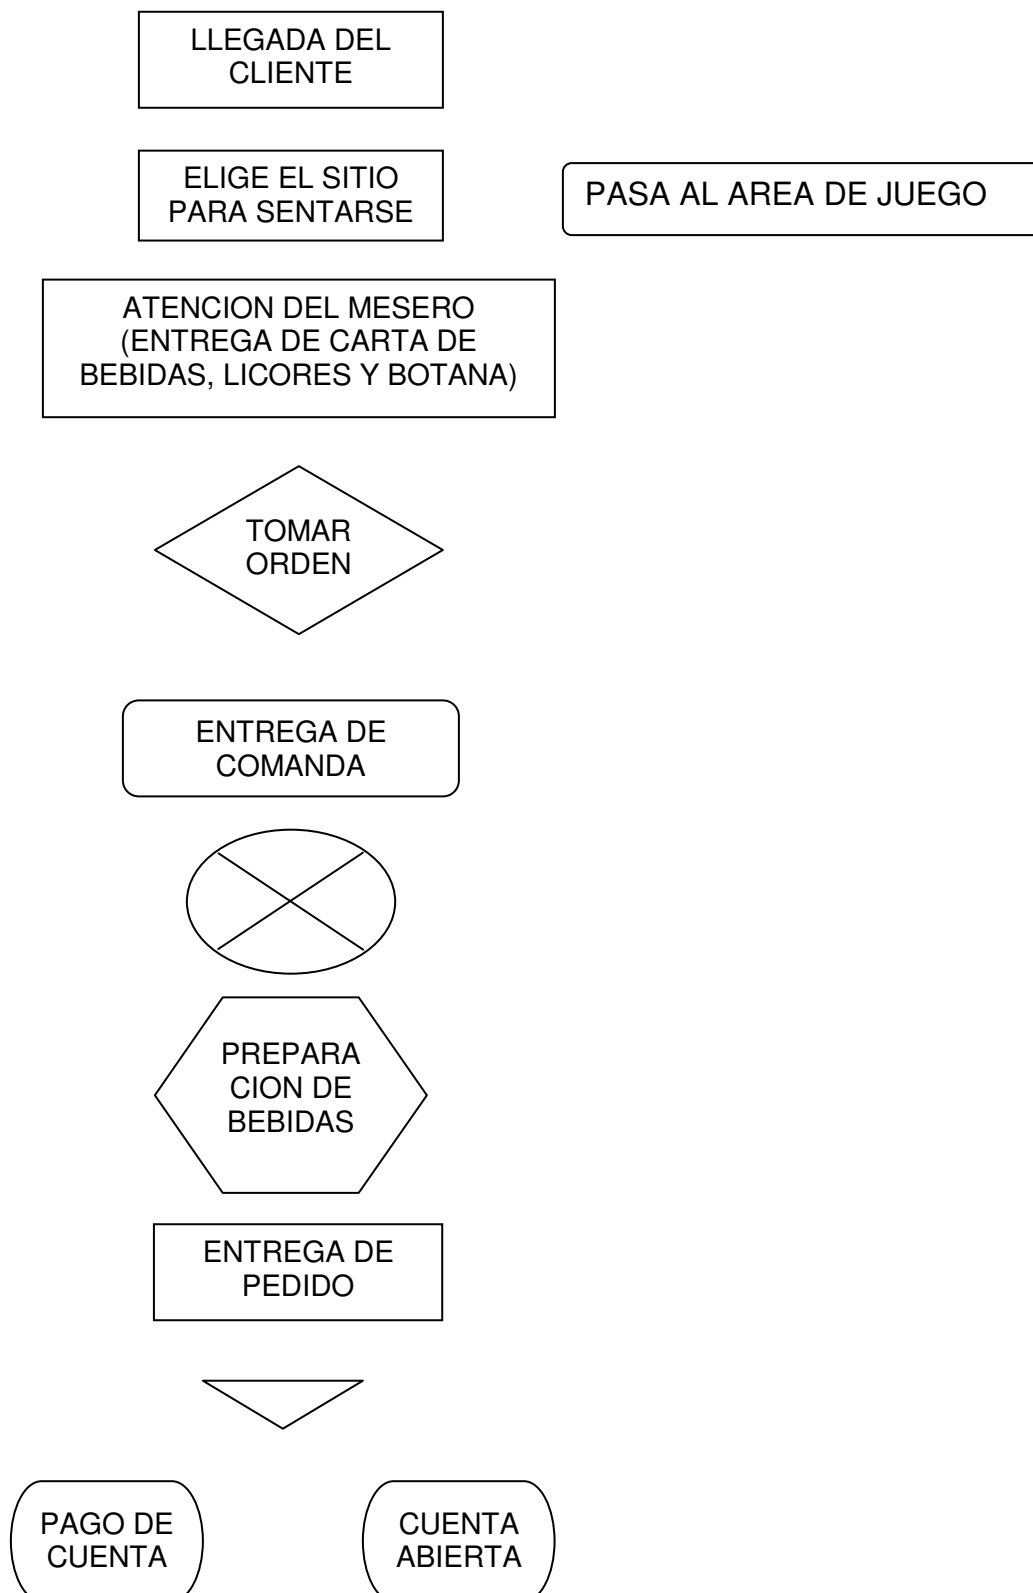 LLEGADA DEL
CLIENTE
ELIGE EL SITIO
PARA SENTARSE
PASA AL AREA DE JUEGO
ATENCION DEL MESERO
(ENTREGA DE CARTA DE
BEBIDAS, LICORES Y BOTANA)
TOMAR
ORDEN
ENTREGA DE
COMANDA
PREPARA
CION DE
BEBIDAS
ENTREGA DE
PEDIDO
PAGO DE
CUENTA
CUENTA
ABIERTA